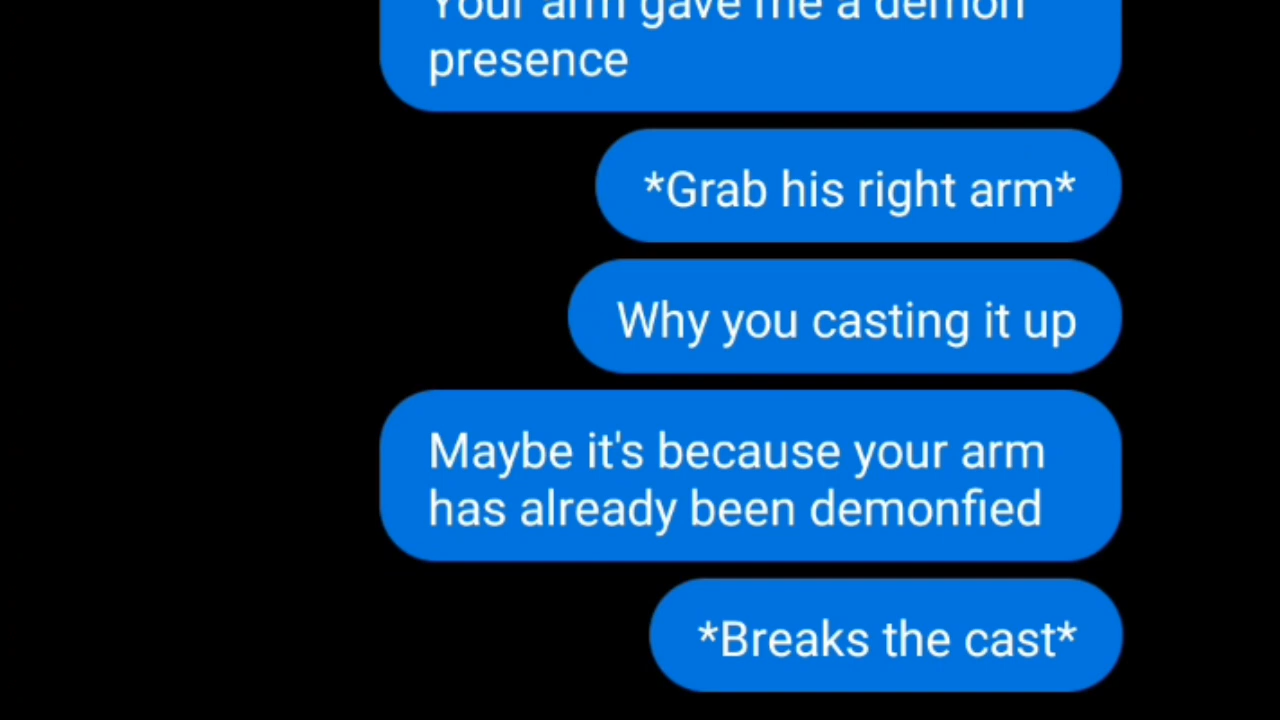 Your arm gave me a demon
presence
*Grab his right arm*
Why you casting it up
Maybe it's because your arm
has already been demonfied
*Breaks the cast*